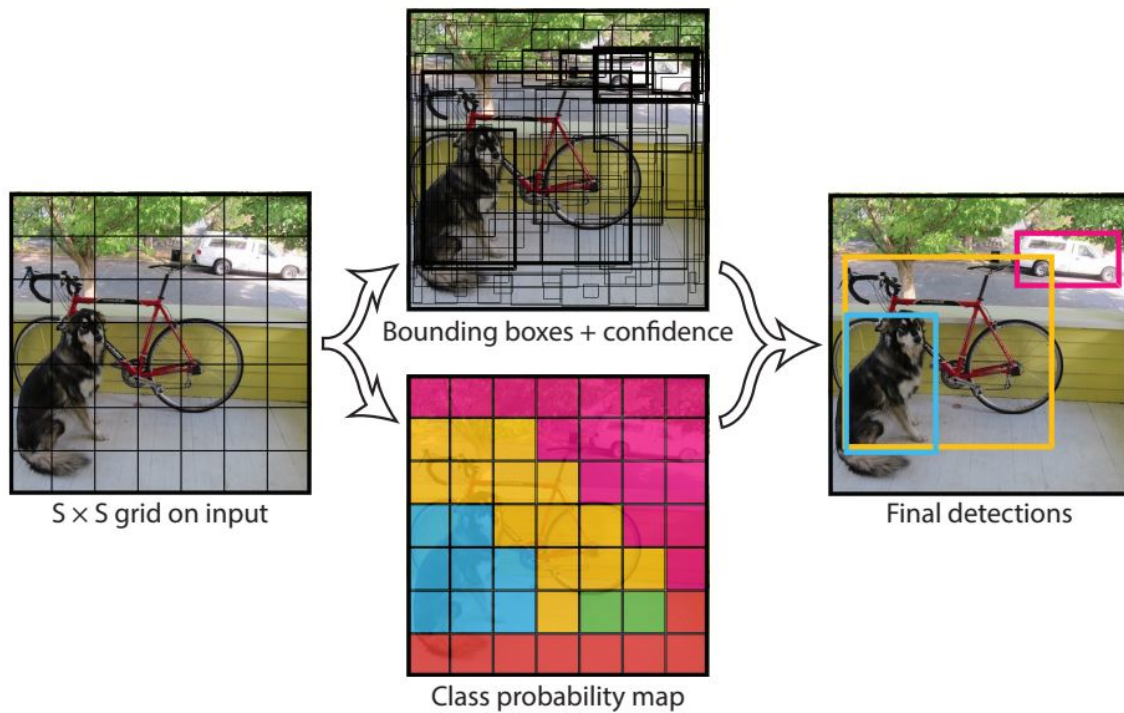 Bounding boxes + confidence
S × S grid on input
Final detections
Class probability map